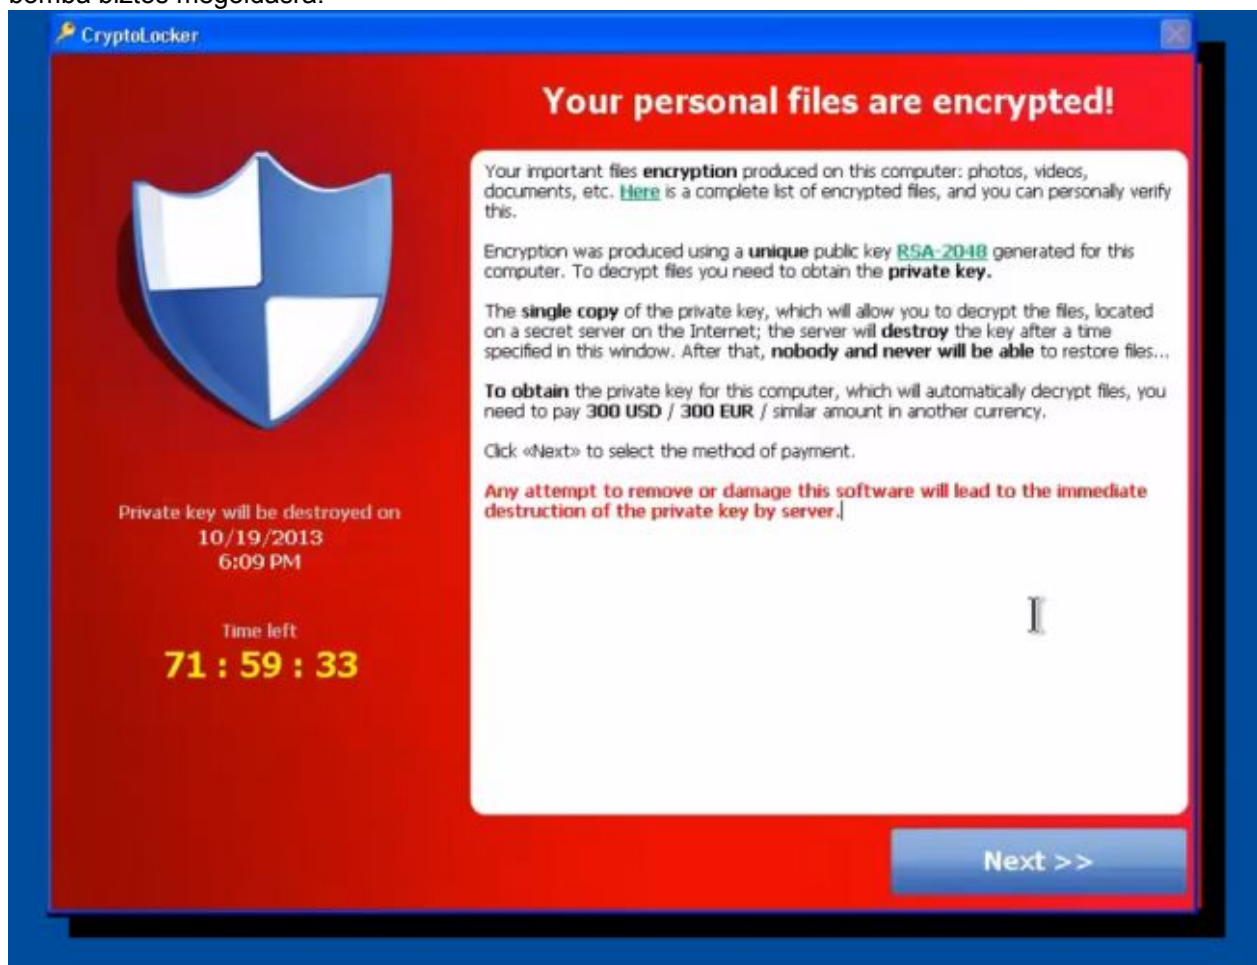 bomba biztos megoldásra.
CryptoLocker
Your personal files are encrypted!
Your important files encryption produced on this computer: photos, videos,
documents, etc. Here is a complete list of encrypted files, and you can personally verify
this.
Encryption was produced using a unique public key RSA-2048 generated for this
computer. To decrypt files you need to obtain the private key.
The single copy of the private key, which will allow you to decrypt the files, located
on a secret server on the Internet; the server will destroy the key after a time
specified in this window. After that, nobody and never will be able to restore files...
To obtain the private key for this computer, which will automatically decrypt files, you
need to pay 300 USD / 300 EUR / similar amount in another currency.
Click «Next» to select the method of payment.
Any attempt to remove or damage this software will lead to the immediate
destruction of the private key by server.
Private key will be destroyed on
10/19/2013
6:09 PM
Time left
71 : 59 : 33
Next >>